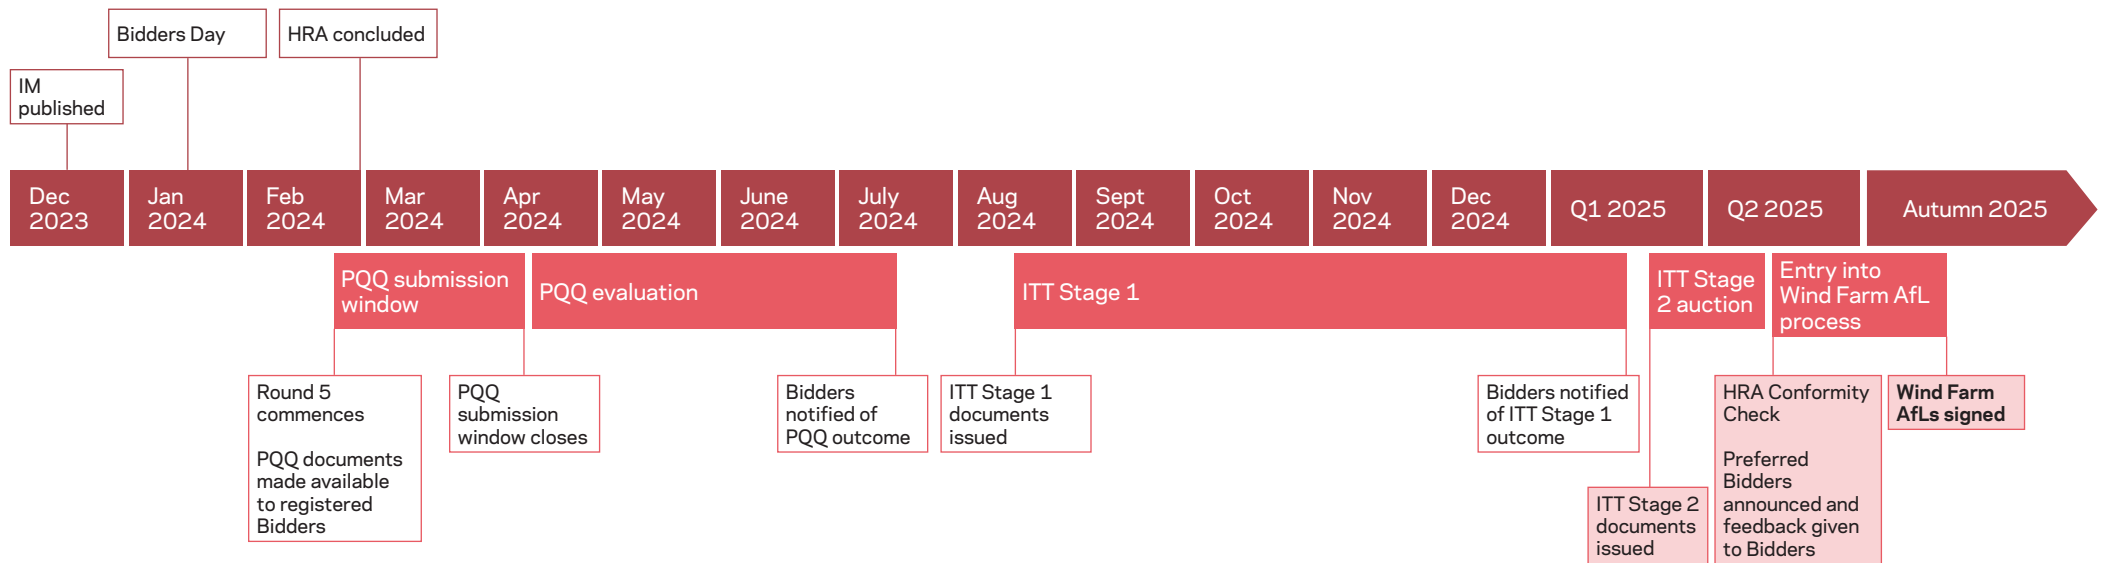 Bidders Day
HRA concluded
IM
published
Dec
2023
Jan
2024
Feb
2024
Mar
2024
Apr
2024
May
2024
June
2024
July
2024
Aug
2024
Sept
2024
Oct
2024
Nov
2024
Dec
2024
Q1 2025
Q2 2025
Autumn 2025
PQQ submission
window
PQQ evaluation
ITT Stage 1
ITT Stage
2 auction
Entry into
Wind Farm AfL
process
Round 5
commences
PQQ documents
made available
to registered
Bidders
PQQ
submission
window closes
Bidders
notified of
PQQ outcome
ITT Stage 1
documents
issued
Bidders notified
of ITT Stage 1
outcome
ITT Stage 2
documents
issued
HRA Conformity
Check
Preferred
Bidders
announced and
feedback given
to Bidders
Wind Farm
AfLs signed